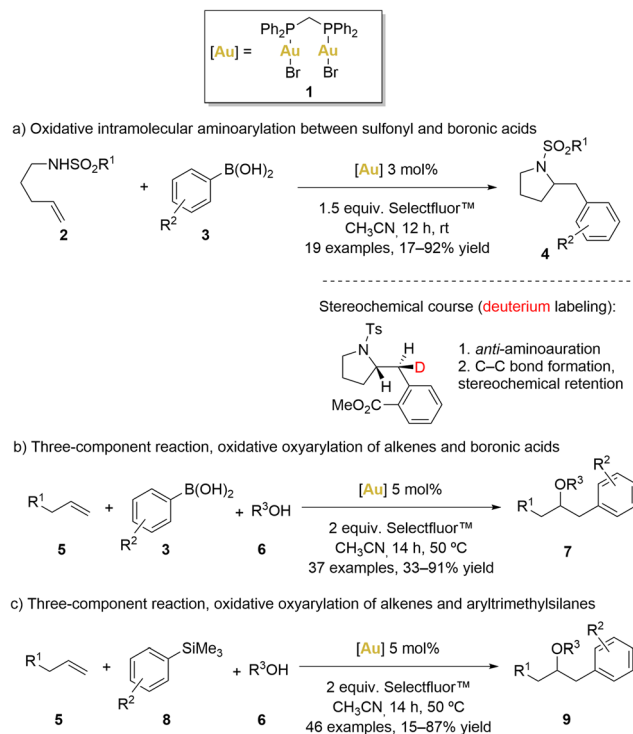 [Au] =
Ph2P PPh2
Au Au
Br Br
1
a) Oxidative intramolecular aminoarylation between sulfonyl and boronic acids
NHSO2R1
2
+
B(OH)2
R2
3
[Au] 3 mol%
1.5 equiv. Selectfluor™
CH3CN, 12 h, rt
19 examples, 17–92% yield
SO2R1
N
R2
4
Stereochemical course (deuterium labeling):
Ts
N
H
D
H
MeO2C
1. anti-aminoauration
2. C–C bond formation,
stereochemical retention
b) Three-component reaction, oxidative oxyarylation of alkenes and boronic acids
R1
5
+
B(OH)2
R2
3
+ R3OH
6
[Au] 5 mol%
2 equiv. Selectfluor™
CH3CN, 14 h, 50 ºC
37 examples, 33–91% yield
R2
OR3
R1
7
c) Three-component reaction, oxidative oxyarylation of alkenes and aryltrimethylsilanes
R1
5
+
SiMe3
R2
8
+ R3OH
6
[Au] 5 mol%
2 equiv. Selectfluor™
CH3CN, 14 h, 50 ºC
46 examples, 15–87% yield
R2
OR3
R1
9